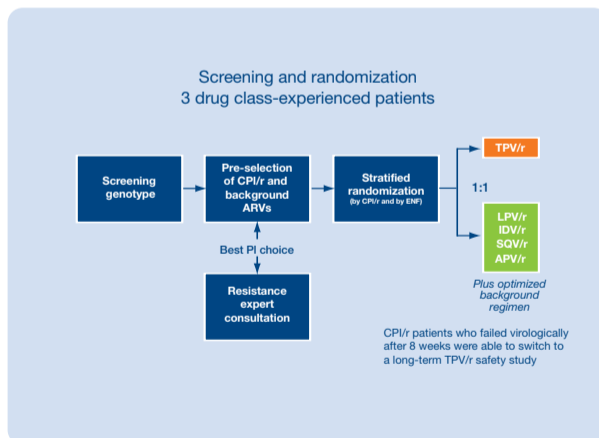 Screening and randomization
3 drug class-experienced patients
Screening
genotype
Pre-selection
of CPI/r and
background
ARVs
Stratified
randomization
(by CPI/r and by ENF)
TPV/r
1:1
LPV/r
IDV/r
SQV/r
APV/r
Best PI choice
Resistance
expert
consultation
Plus optimized
background
regimen
CPI/r patients who failed virologically
after 8 weeks were able to switch to
a long-term TPV/r safety study